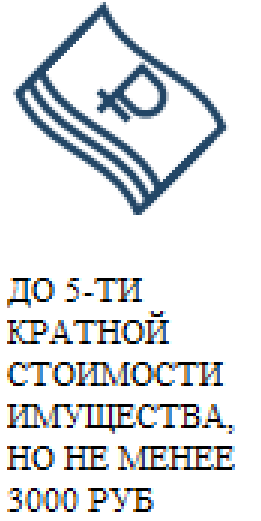 ДО 5-ТИ
КРАТНОЙ
СТОИМОСТИ
ИМУЩЕСТВА,
НО НЕ МЕНЕЕ
3000 РУБ